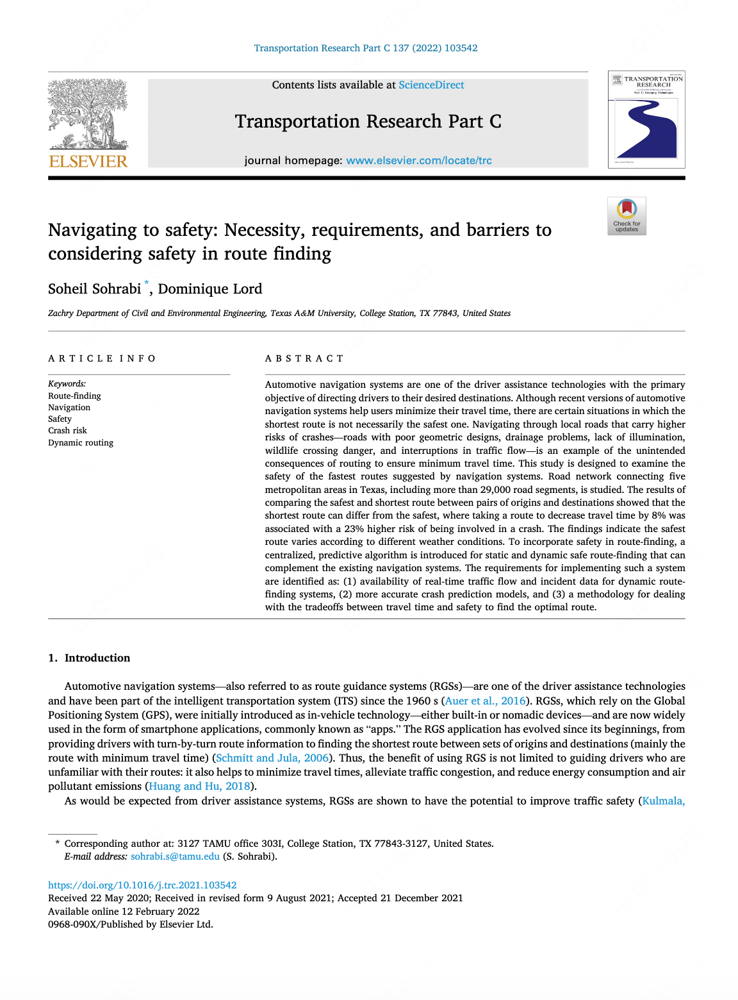 Transportation Research Part C 137 (2022) 103542
Contents lists available at ScienceDirect
Transportation Research Part C
journal homepage: www.elsevier.com/locate/trc
ELSEVIER
TRANSPORTATION
RESEARCH
Part C: Emerging Technologies
Check for
updates
Navigating to safety: Necessity, requirements, and barriers to
considering safety in route finding
Soheil Sohrabi *, Dominique Lord
Zachry Department of Civil and Environmental Engineering, Texas A&M University, College Station, TX 77843, United States
ARTICLE INFO
Keywords:
Route-finding
Navigation
Safety
Crash risk
Dynamic routing
ABSTRACT
Automotive navigation systems are one of the driver assistance technologies with the primary
objective of directing drivers to their desired destinations. Although recent versions of automotive
navigation systems help users minimize their travel time, there are certain situations in which the
shortest route is not necessarily the safest one. Navigating through local roads that carry higher
risks of crashes—roads with poor geometric designs, drainage problems, lack of illumination,
wildlife crossing danger, and interruptions in traffic flow—is an example of the unintended
consequences of routing to ensure minimum travel time. This study is designed to examine the
safety of the fastest routes suggested by navigation systems. Road network connecting five
metropolitan areas in Texas, including more than 29,000 road segments, is studied. The results of
comparing the safest and shortest route between pairs of origins and destinations showed that the
shortest route can differ from the safest, where taking a route to decrease travel time by 8% was
associated with a 23% higher risk of being involved in a crash. The findings indicate the safest
route varies according to different weather conditions. To incorporate safety in route-finding, a
centralized, predictive algorithm is introduced for static and dynamic safe route-finding that can
complement the existing navigation systems. The requirements for implementing such a system
are identified as: (1) availability of real-time traffic flow and incident data for dynamic route-
finding systems, (2) more accurate crash prediction models, and (3) a methodology for dealing
with the tradeoffs between travel time and safety to find the optimal route.
1. Introduction
Automotive navigation systems—also referred to as route guidance systems (RGSs)—are one of the driver assistance technologies
and have been part of the intelligent transportation system (ITS) since the 1960 s (Auer et al., 2016). RGSs, which rely on the Global
Positioning System (GPS), were initially introduced as in-vehicle technology—either built-in or nomadic devices—and are now widely
used in the form of smartphone applications, commonly known as “apps.” The RGS application has evolved since its beginnings, from
providing drivers with turn-by-turn route information to finding the shortest route between sets of origins and destinations (mainly the
route with minimum travel time) (Schmitt and Jula, 2006). Thus, the benefit of using RGS is not limited to guiding drivers who are
unfamiliar with their routes: it also helps to minimize travel times, alleviate traffic congestion, and reduce energy consumption and air
pollutant emissions (Huang and Hu, 2018).
As would be expected from driver assistance systems, RGSs are shown to have the potential to improve traffic safety (Kulmala,
* Corresponding author at: 3127 TAMU office 303I, College Station, TX 77843-3127, United States.
E-mail address: sohrabi.s@tamu.edu (S. Sohrabi).
https://doi.org/10.1016/j.trc.2021.103542
Received 22 May 2020; Received in revised form 9 August 2021; Accepted 21 December 2021
Available online 12 February 2022
0968-090X/Published by Elsevier Ltd.